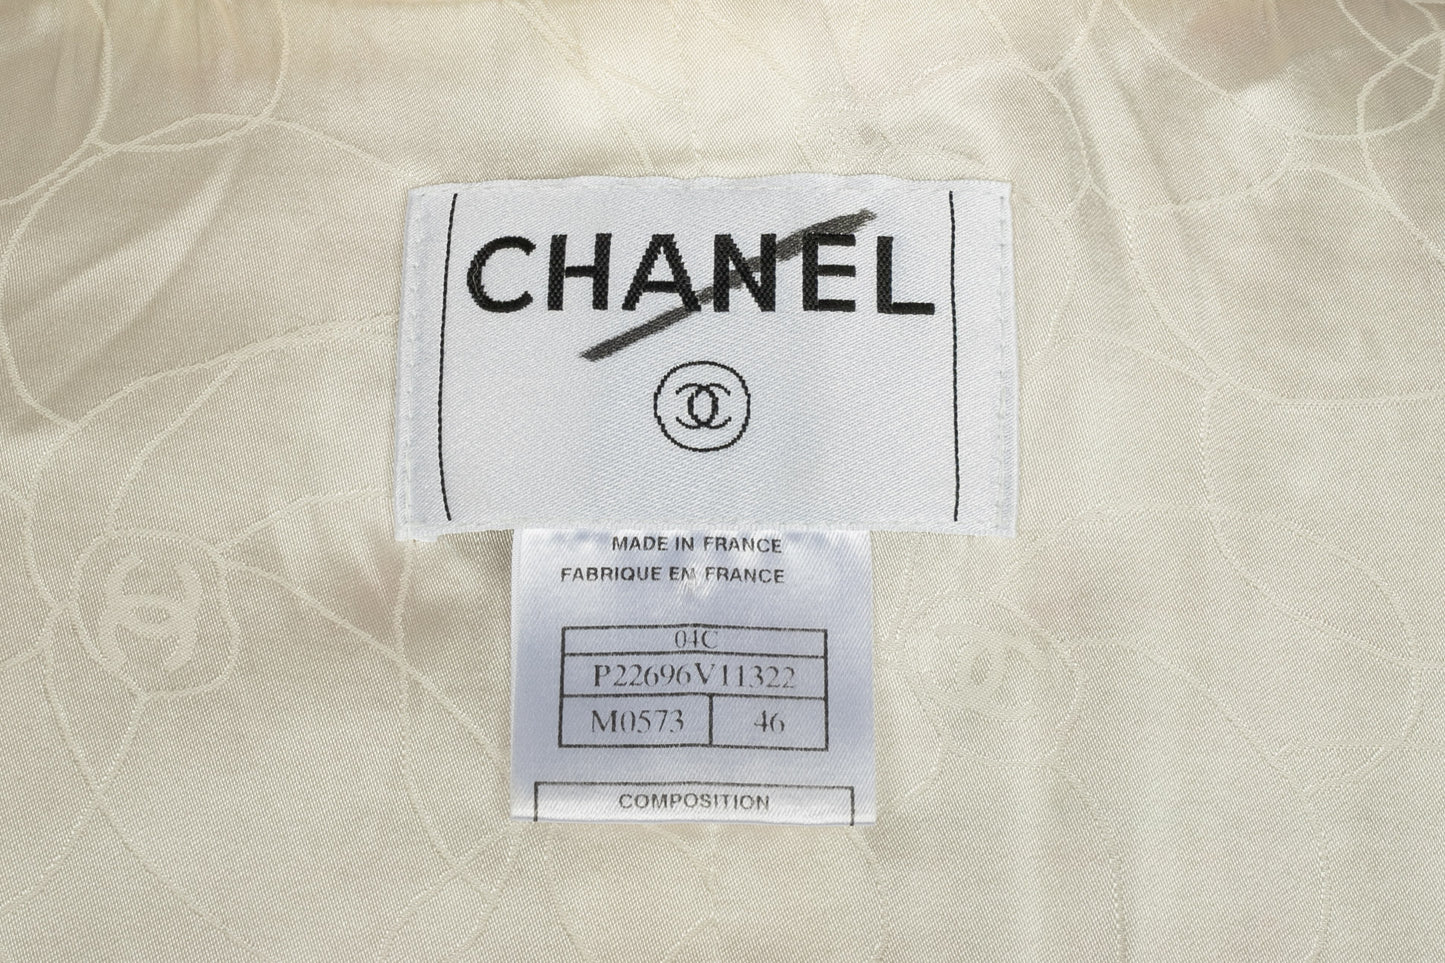 CHANEL
MADE IN FRANCE
FABRIQUE EN FRANCE
04C
P22696V11322
M0573 46
COMPOSITION